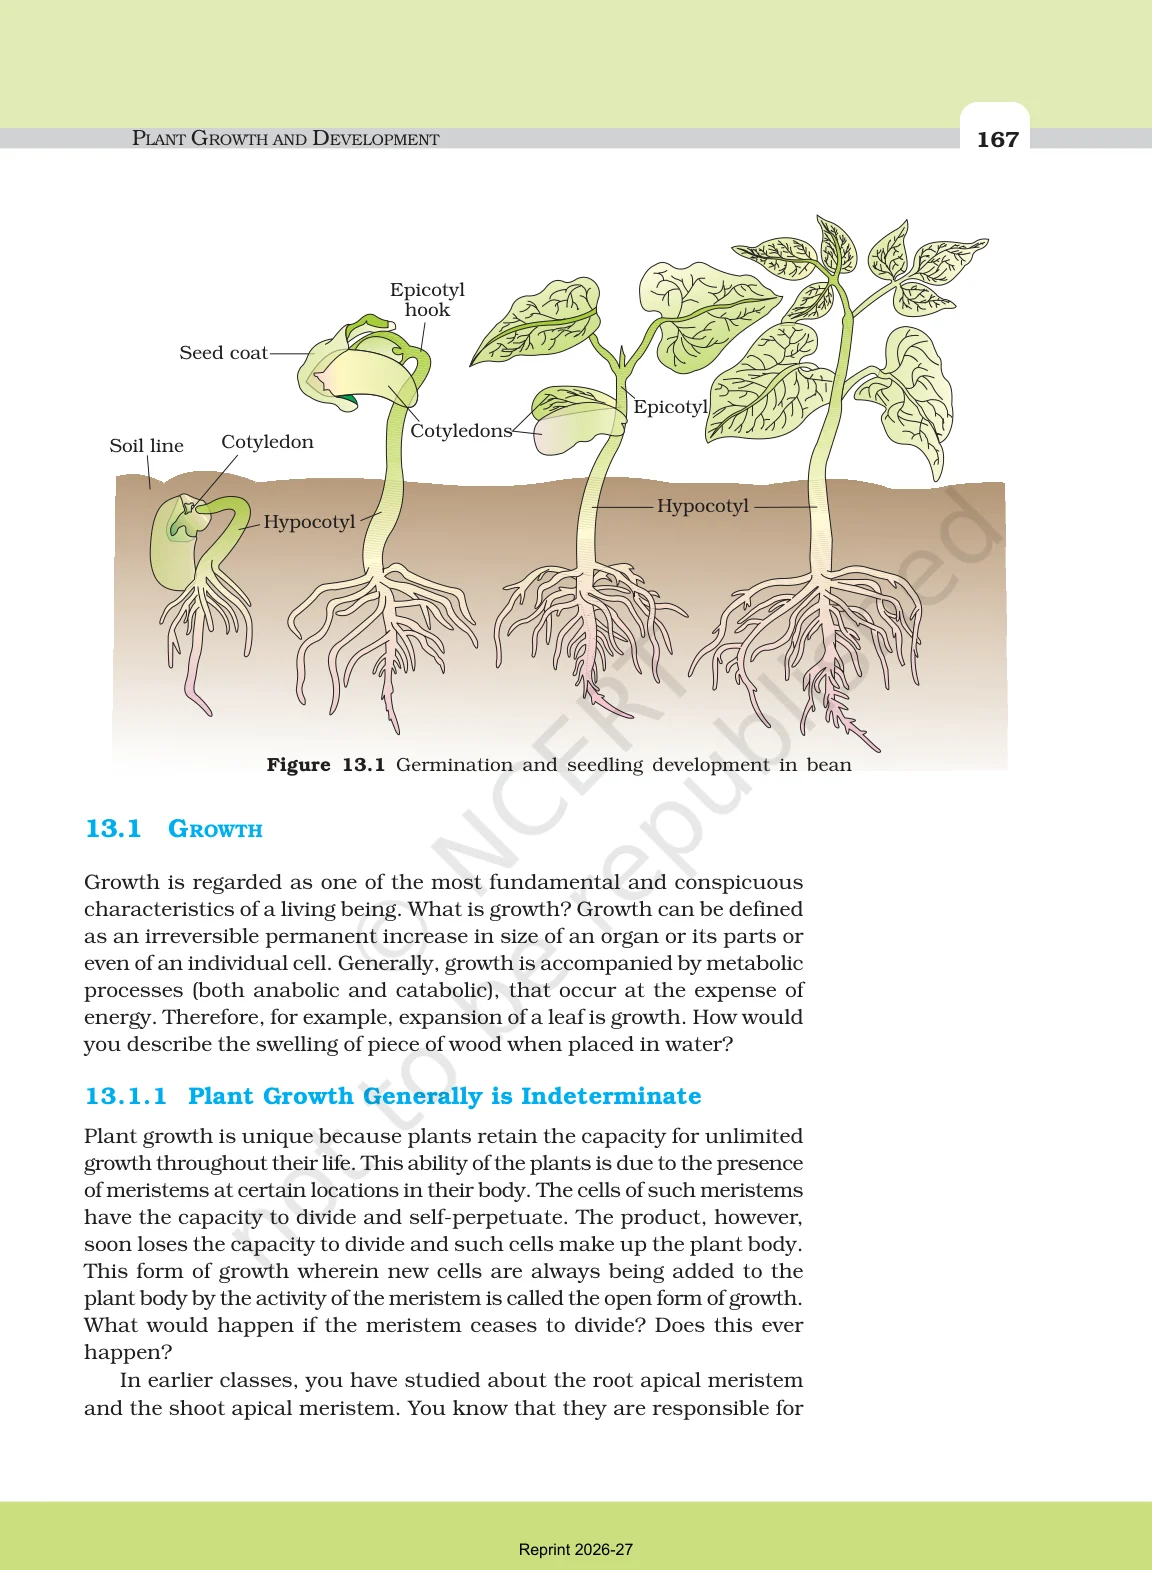 PLANT GROWTH AND DEVELOPMENT
167
Epicotyl
hook
Seed coat
Epicotyl
Cotyledons
Soil line
Cotyledon
Hypocotyl
Hypocotyl
Figure 13.1 Germination and seedling development in bean
13.1 GROWTH
Growth is regarded as one of the most fundamental and conspicuous
characteristics of a living being. What is growth? Growth can be defined
as an irreversible permanent increase in size of an organ or its parts or
even of an individual cell. Generally, growth is accompanied by metabolic
processes (both anabolic and catabolic), that occur at the expense of
energy. Therefore, for example, expansion of a leaf is growth. How would
you describe the swelling of piece of wood when placed in water?
13.1.1 Plant Growth Generally is Indeterminate
Plant growth is unique because plants retain the capacity for unlimited
growth throughout their life. This ability of the plants is due to the presence
of meristems at certain locations in their body. The cells of such meristems
have the capacity to divide and self-perpetuate. The product, however,
soon loses the capacity to divide and such cells make up the plant body.
This form of growth wherein new cells are always being added to the
plant body by the activity of the meristem is called the open form of growth.
What would happen if the meristem ceases to divide? Does this ever
happen?
In earlier classes, you have studied about the root apical meristem
and the shoot apical meristem. You know that they are responsible for
© NCERT
not to be republished
Reprint 2026-27